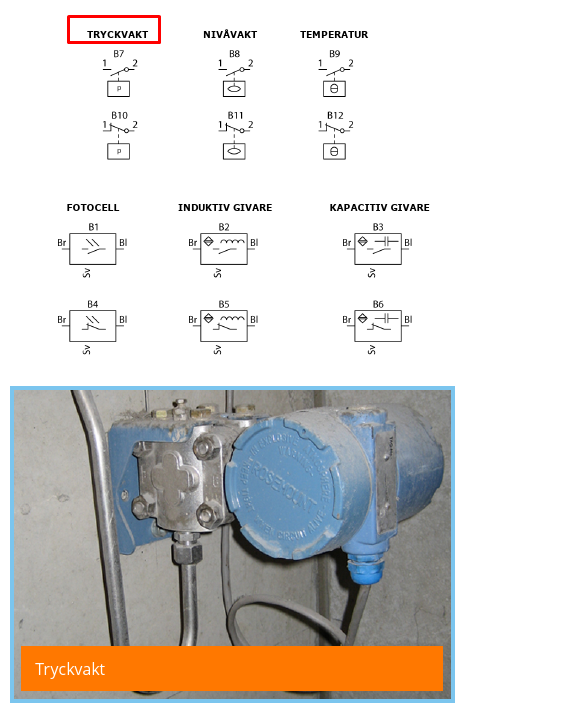 TRYCKVAKT NIVÅVAKT TEMPERATUR
B7 B8 B9
1 2 1 2 1 2
p
B10 B11 B12
1 2 1 2 1 2
p
FOTOCELL INDUKTIV GIVARE KAPACITIV GIVARE
B1 B2 B3
Br Bl Br Bl Br Bl
Sv Sv Sv
B4 B5 B6
Br Bl Br Bl Br Bl
Sv Sv Sv
ROSEMOUNT
Tryckvakt